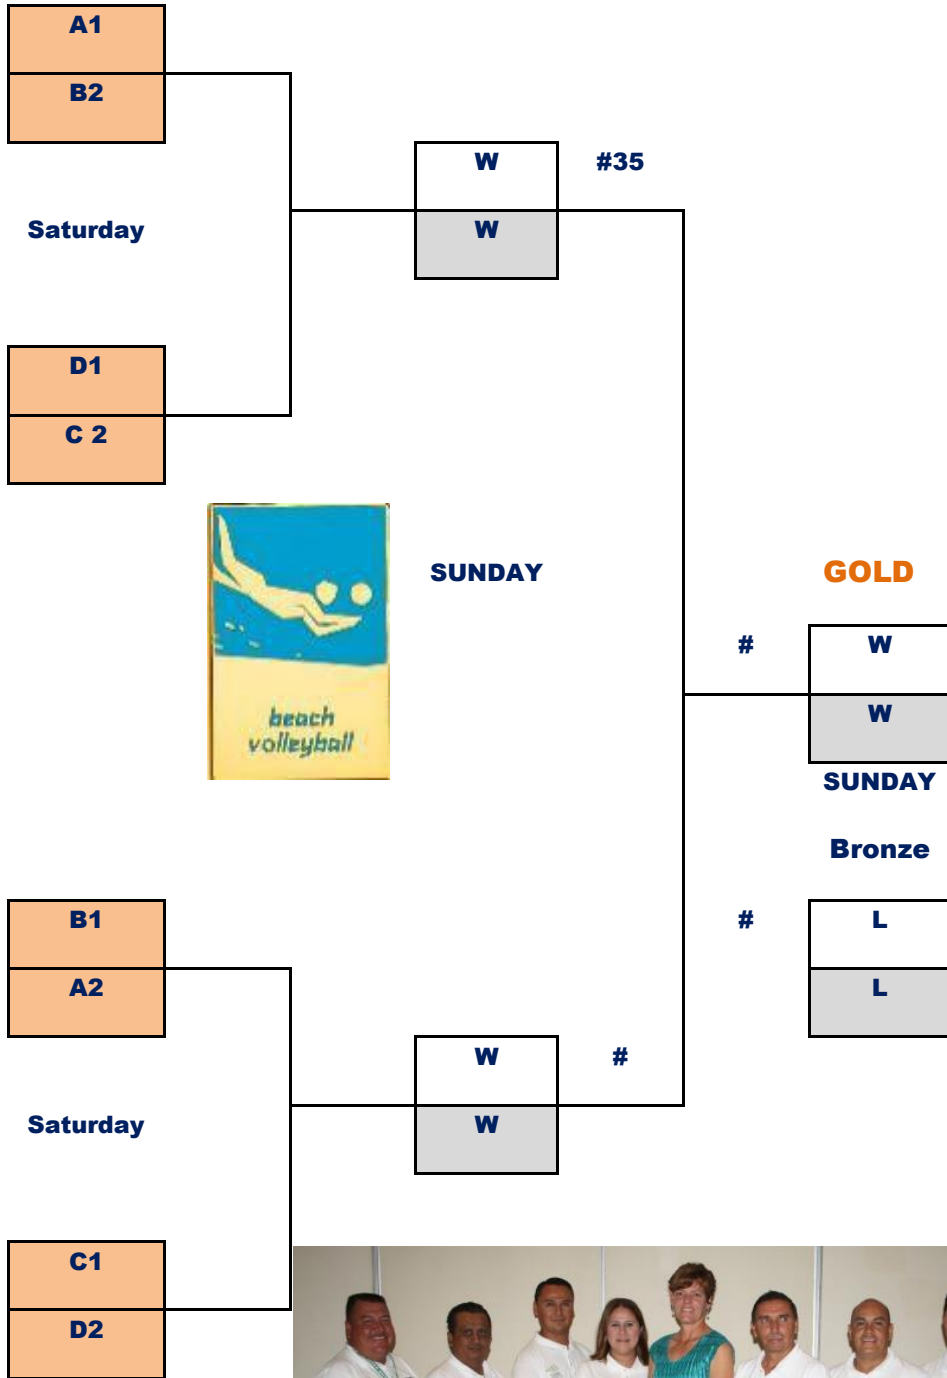 A1
B2
W #35
Saturday W
D1
C 2
SUNDAY GOLD
# W
beach W
volleyball
SUNDAY
Bronze
B1 # L
A2 L
W #
Saturday W
C1
D2